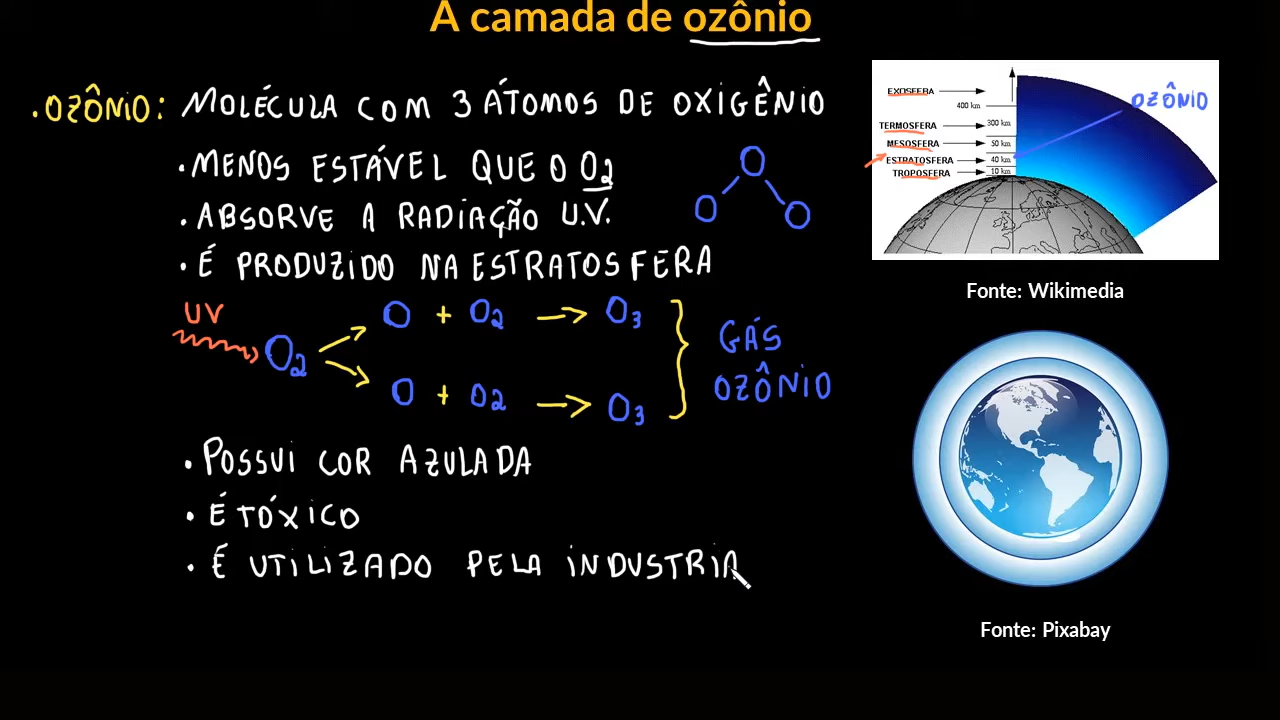 A camada de ozônio
. OZÔNIO: MOLÉCULA COM 3 ÁTOMOS DE OXIGÊNIO
• MENOS ESTÁVEL QUE O O2
• ABSORVE A RADIAÇÃO U.V.
• É PRODUZIDO NA ESTRATOSFERA
O
O O
UV
O2
O + O2 → O3
O + O2 → O3
GÁS
OZÔNIO
• POSSUI COR AZULADA
• É TÓXICO
• É UTILIZADO PELA INDUSTRIA
OZÔNIO
EXOSFERA
400 km
TERMOSFERA 300 km
MESOSFERA 50 km
ESTRATOSFERA 40 km
TROPOSFERA 10 km
Fonte: Wikimedia
Fonte: Pixabay